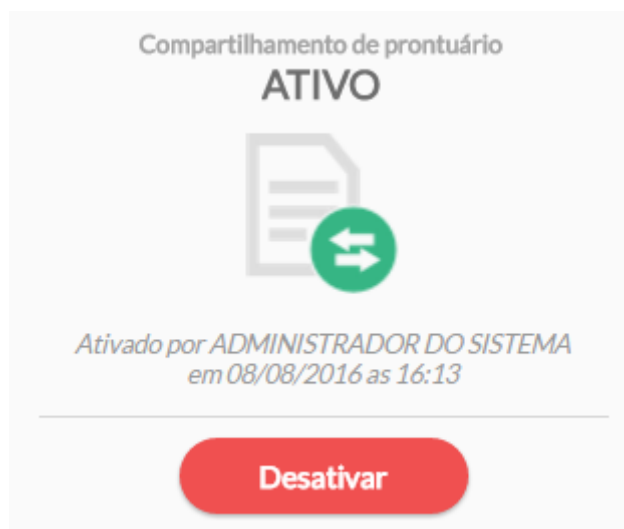 Compartilhamento de prontuário
ATIVO
Ativado por ADMINISTRADOR DO SISTEMA
em 08/08/2016 as 16:13
Desativar